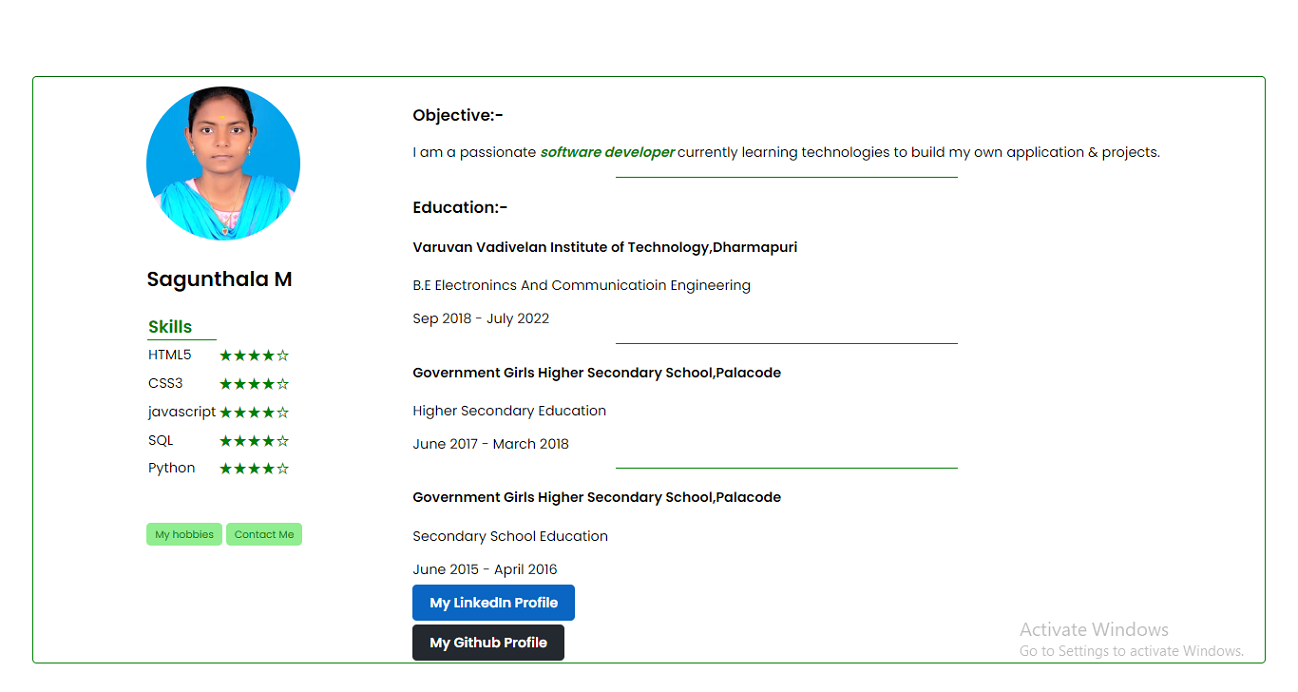 Sagunthala M
Skills
HTML5 ★★★★☆
CSS3 ★★★★☆
javascript ★★★★☆
SQL ★★★★☆
Python ★★★★☆
My hobbies Contact Me
Objective:-
I am a passionate software developer currently learning technologies to build my own application & projects.
Education:-
Varuvan Vadivelan Institute of Technology,Dharmapuri
B.E Electronincs And Communicatioin Engineering
Sep 2018 - July 2022
Government Girls Higher Secondary School,Palacode
Higher Secondary Education
June 2017 - March 2018
Government Girls Higher Secondary School,Palacode
Secondary School Education
June 2015 - April 2016
My LinkedIn Profile
My Github Profile
Activate Windows
Go to Settings to activate Windows.